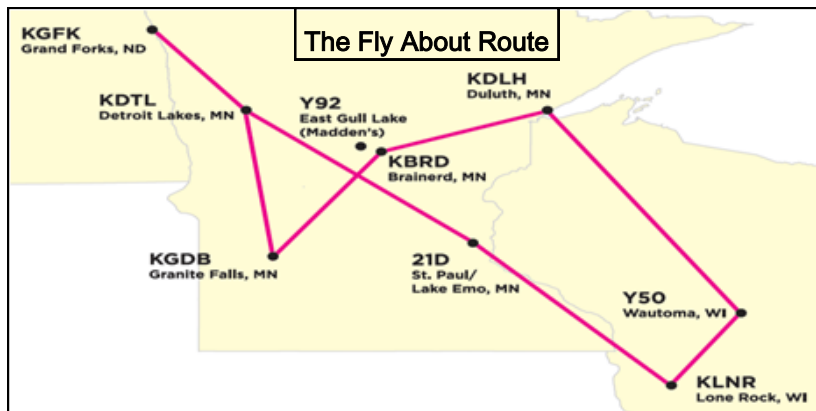 The Fly About Route
KGFK
Grand Forks, ND
KDTL
Detroit Lakes, MN
Y92
East Gull Lake
(Madden's)
KDLH
Duluth, MN
KBRD
Brainerd, MN
KGDB
Granite Falls, MN
21D
St. Paul/
Lake Emo, MN
Y50
Wautoma, WI
KLNR
Lone Rock, WI